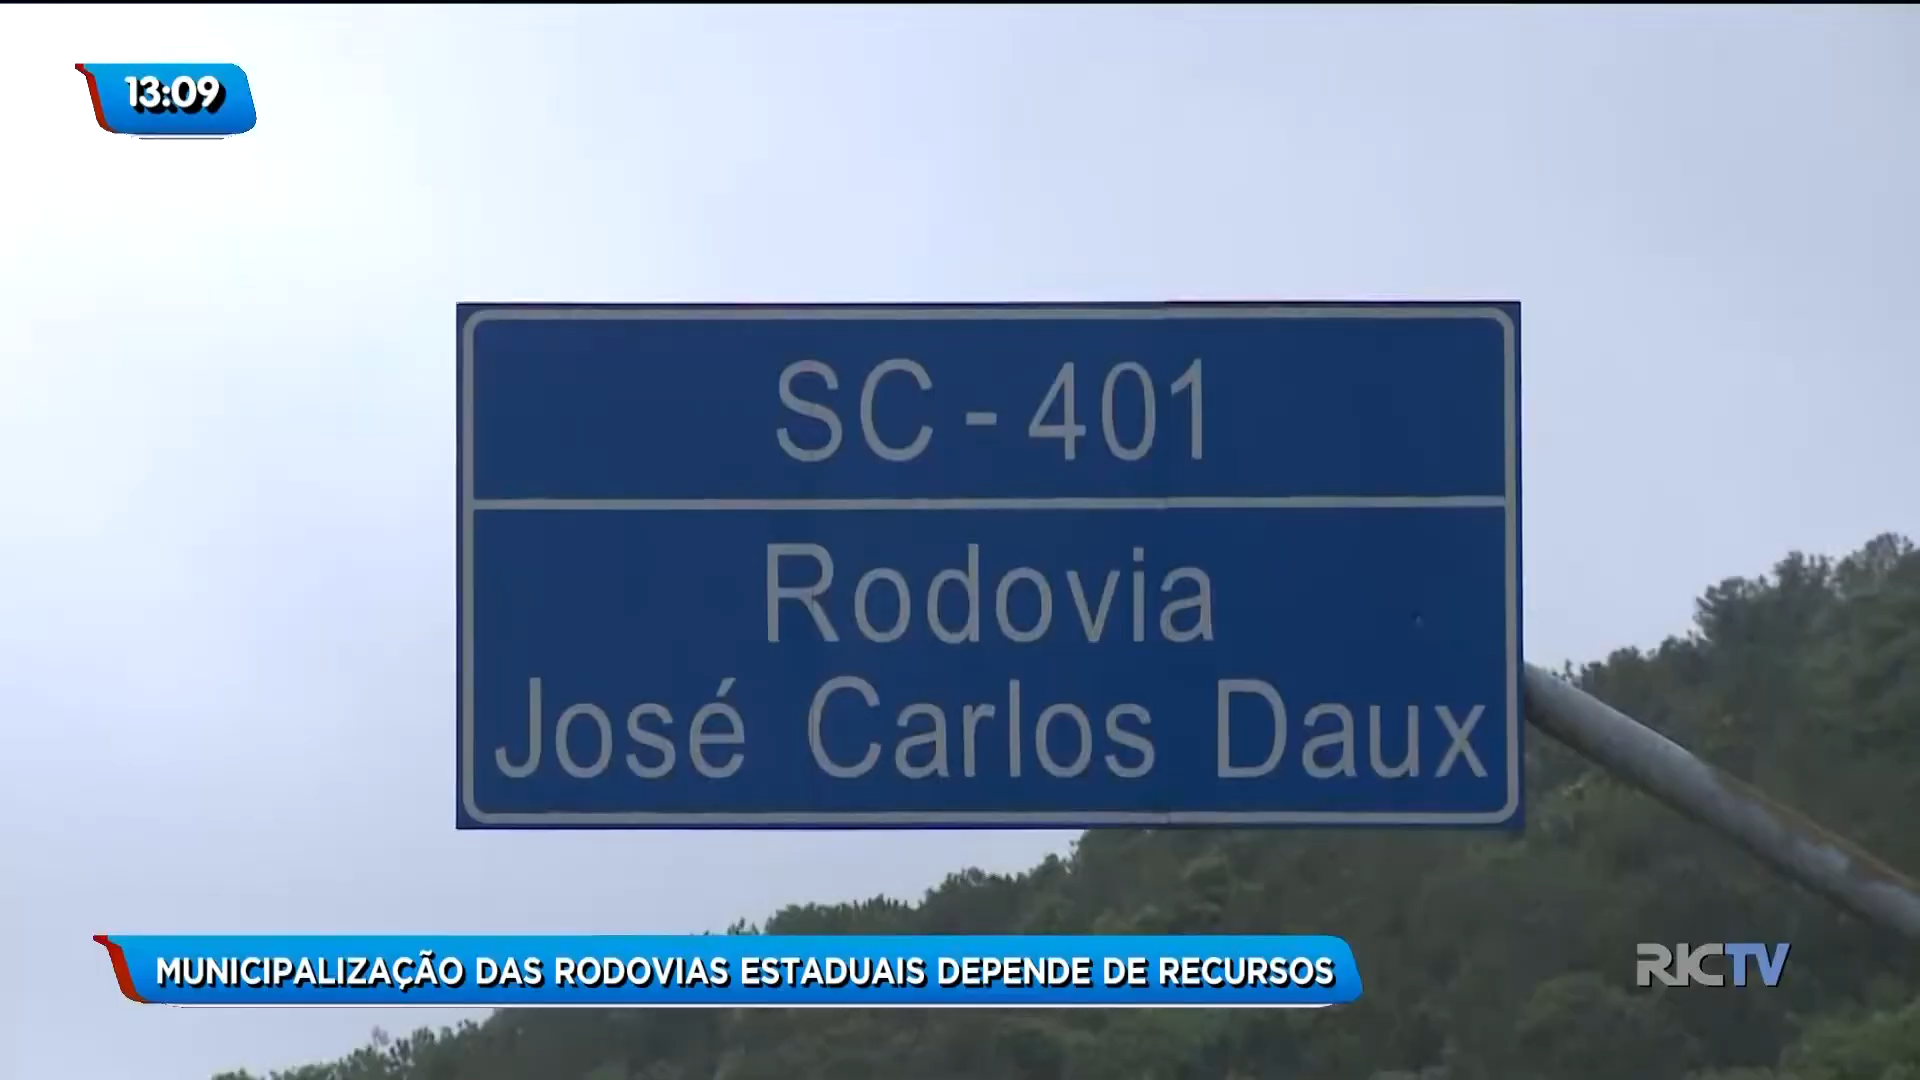 13:09
SC - 401
Rodovia
José Carlos Daux
MUNICIPALIZAÇÃO DAS RODOVIAS ESTADUAIS DEPENDE DE RECURSOS
RICTV